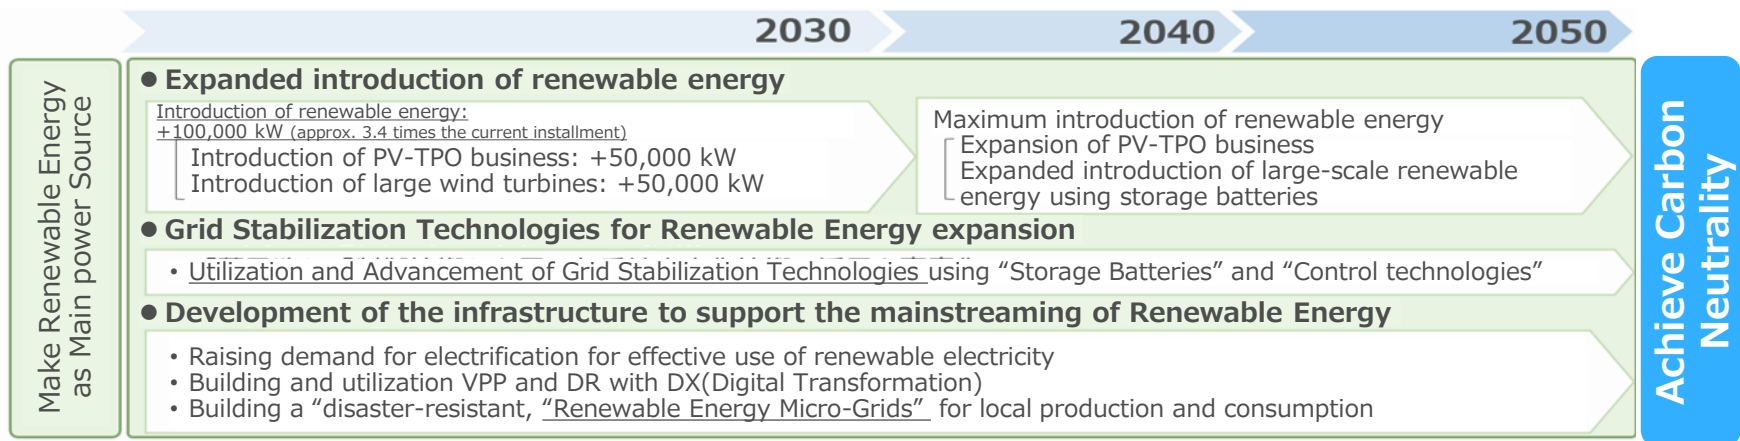 2030
2040
2050
Make Renewable Energy
as Main power Source
● Expanded introduction of renewable energy
Introduction of renewable energy:
+100,000 kW (approx. 3.4 times the current installment)
Introduction of PV-TPO business: +50,000 kW
Introduction of large wind turbines: +50,000 kW
Maximum introduction of renewable energy
Expansion of PV-TPO business
Expanded introduction of large-scale renewable
energy using storage batteries
● Grid Stabilization Technologies for Renewable Energy expansion
• Utilization and Advancement of Grid Stabilization Technologies using “Storage Batteries” and “Control technologies”
● Development of the infrastructure to support the mainstreaming of Renewable Energy
• Raising demand for electrification for effective use of renewable electricity
• Building and utilization VPP and DR with DX(Digital Transformation)
• Building a “disaster-resistant, “Renewable Energy Micro-Grids” for local production and consumption
Achieve Carbon
Neutrality